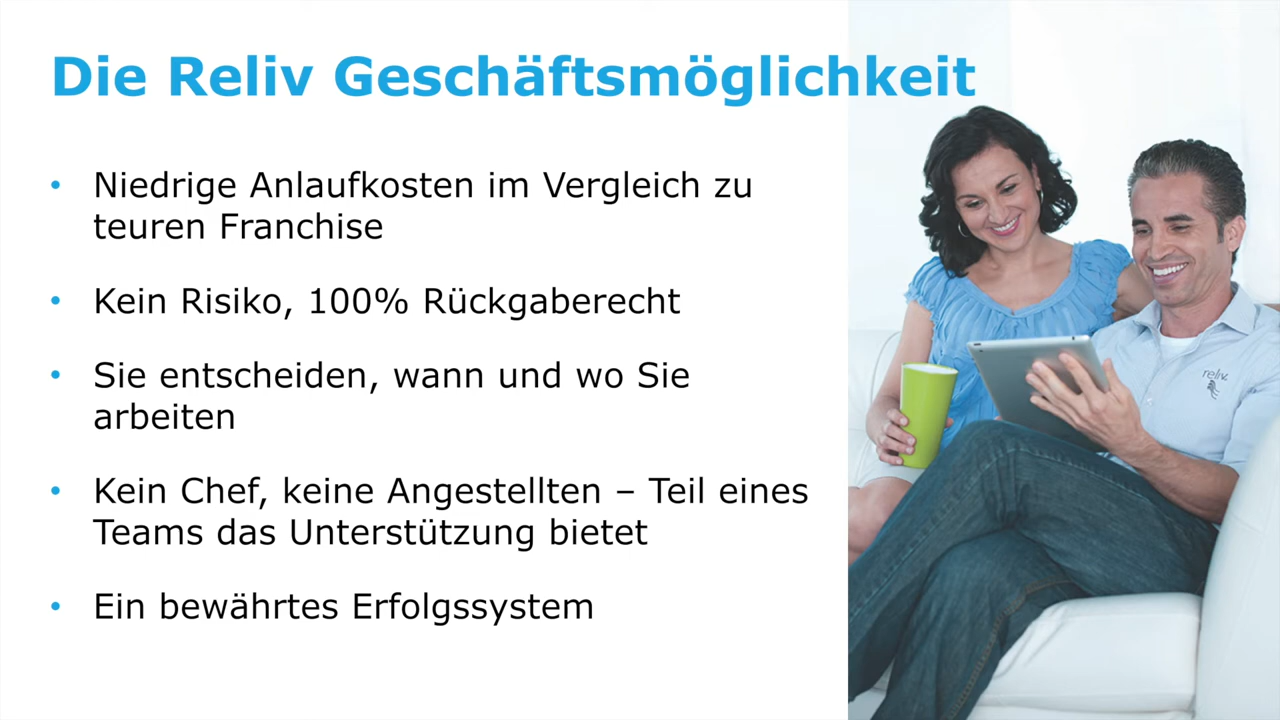 Die Reliv Geschäftsmöglichkeit
• Niedrige Anlaufkosten im Vergleich zu
teuren Franchise
• Kein Risiko, 100% Rückgaberecht
• Sie entscheiden, wann und wo Sie
arbeiten
• Kein Chef, keine Angestellten – Teil eines
Teams das Unterstützung bietet
• Ein bewährtes Erfolgssystem
reliv